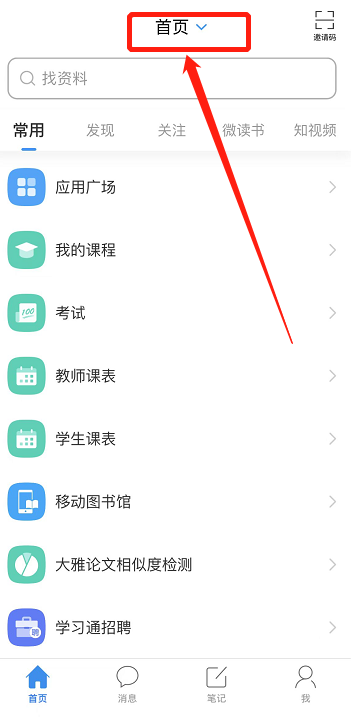 首页
邀请码
找资料
常用 发现 关注 微读书 知视频
应用广场
我的课程
100
考试
教师课表
学生课表
移动图书馆
大雅论文相似度检测
学习通招聘
首页 消息 笔记 我